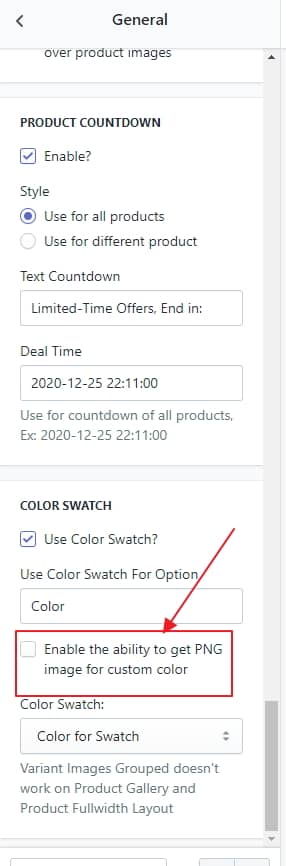 General
over product images
PRODUCT COUNTDOWN
Enable?
Style
Use for all products
Use for different product
Text Countdown
Limited-Time Offers, End in:
Deal Time
2020-12-25 22:11:00
Use for countdown of all products,
Ex: 2020-12-25 22:11:00
COLOR SWATCH
Use Color Swatch?
Use Color Swatch For Option
Color
Enable the ability to get PNG
image for custom color
Color Swatch:
Color for Swatch
Variant Images Grouped doesn't
work on Product Gallery and
Product Fullwidth Layout